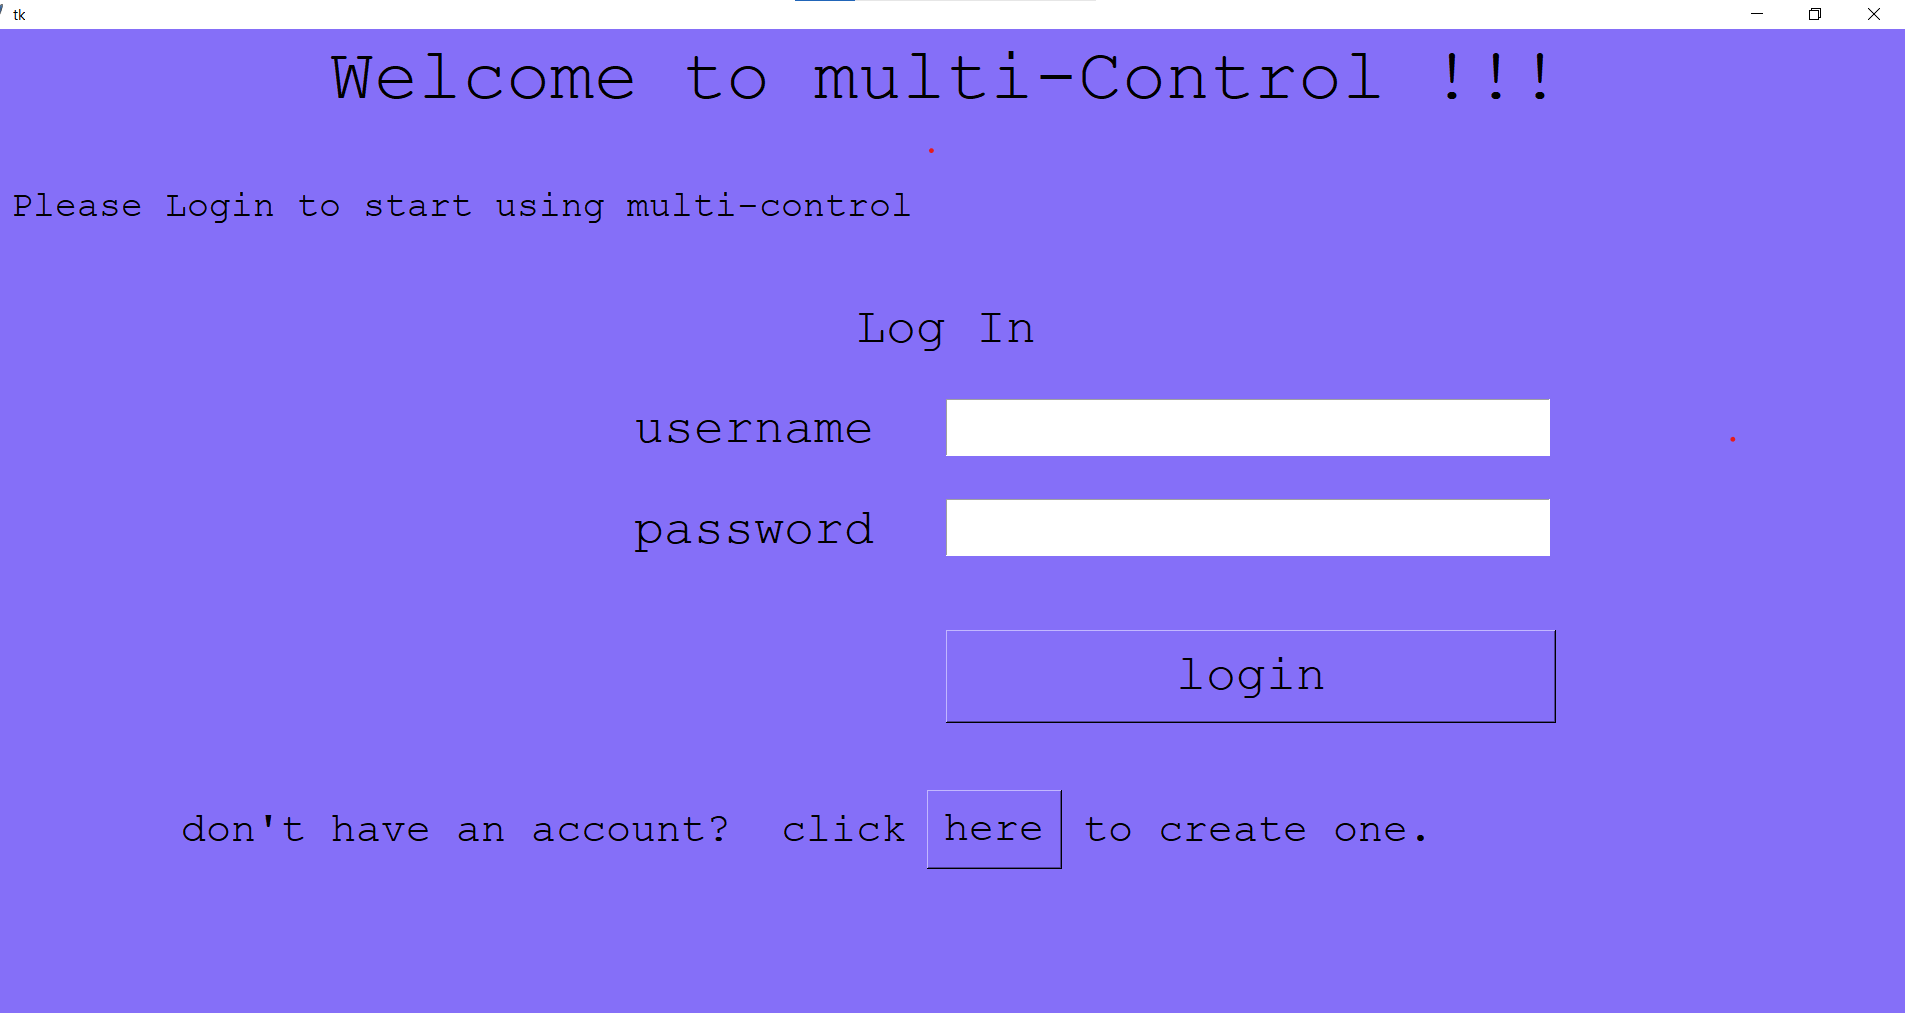 tk
Welcome to multi-Control !!!
Please Login to start using multi-control
Log In
username
password
login
don't have an account?  click here to create one.